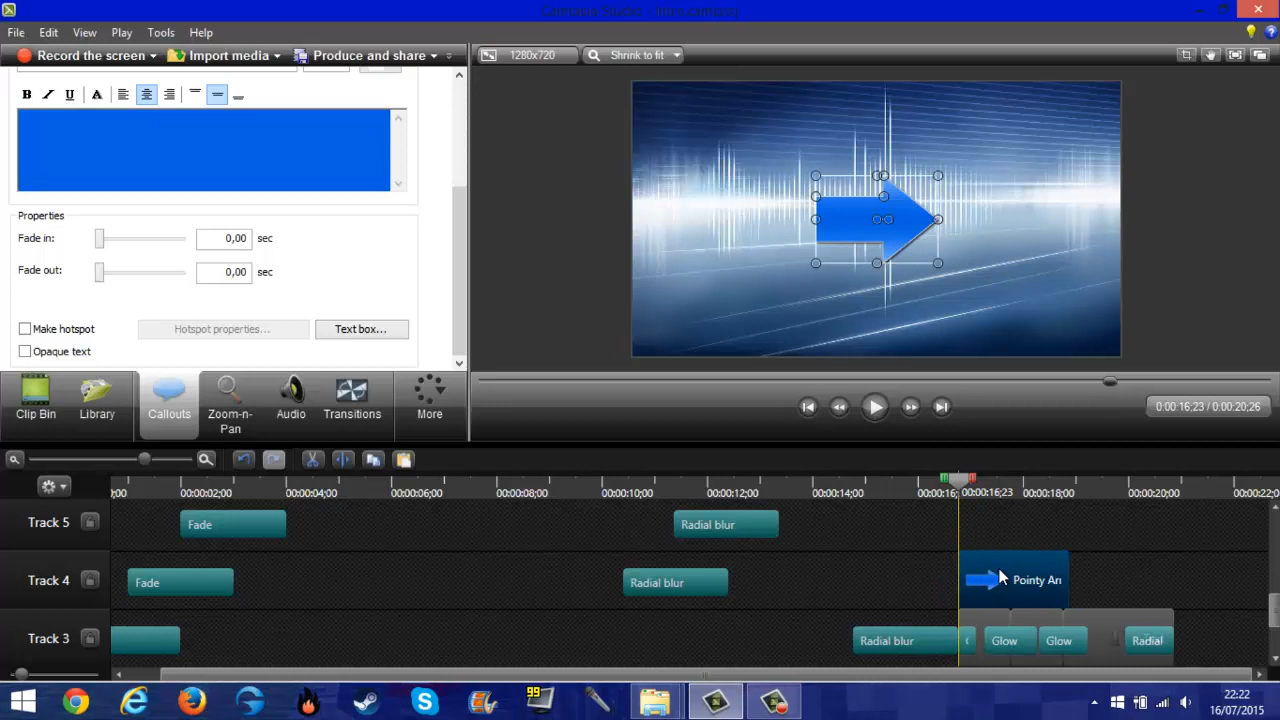 Camtasia Studio - Intro.camproj
File Edit View Play Tools Help
Record the screen Import media Produce and share 1280x720 Shrink to fit
B I U A
Properties
Fade in: 0,00 sec
Fade out: 0,00 sec
Make hotspot Hotspot properties... Text box...
Opaque text
Clip Bin Library Callouts Zoom-n-Pan Audio Transitions More
0:00:16;23 / 0:00:20;26
00:00:02;00 00:00:04;00 00:00:06;00 00:00:08;00 00:00:10;00 00:00:12;00 00:00:14;00 00:00:16; 00:00:16;23 00:00:18;00 00:00:20;00 00:00:22;0
Track 5 Fade Radial blur
Track 4 Fade Radial blur Pointy Arr
Track 3 Radial blur Glow Glow Radial
99
22:22
16/07/2015